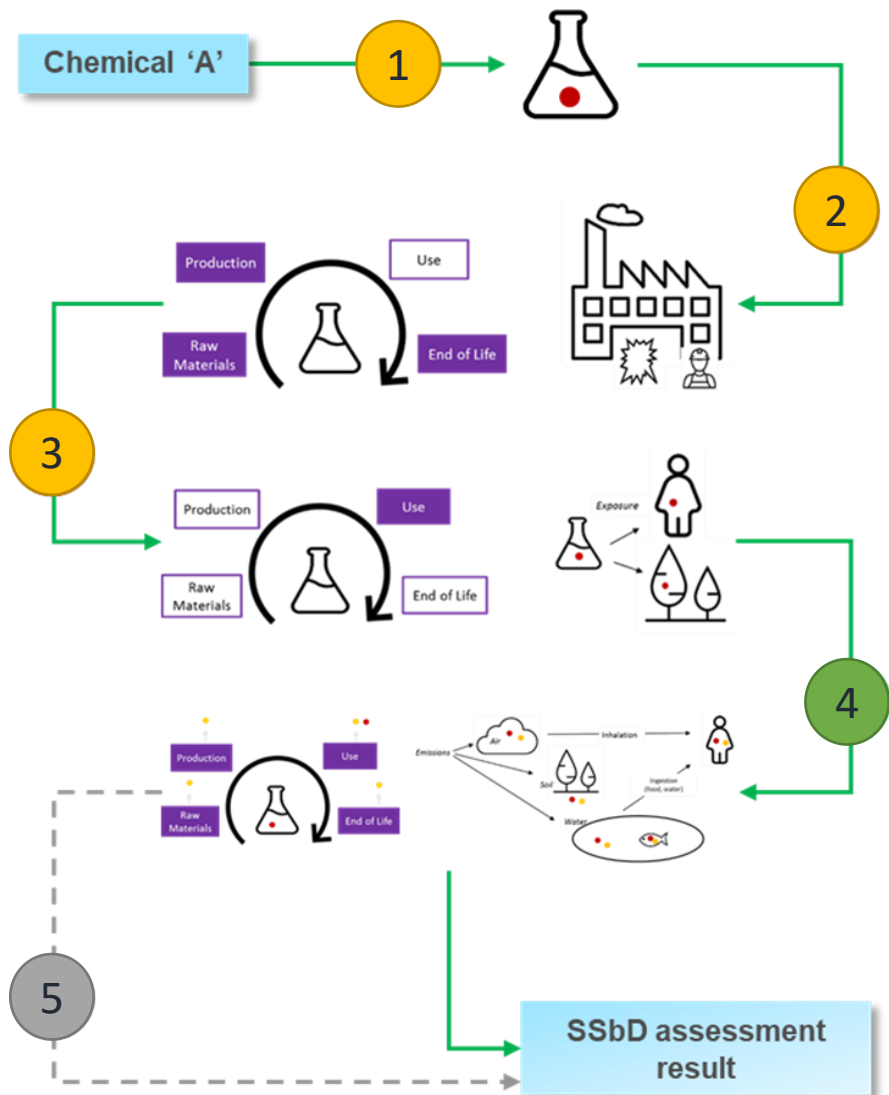 Chemical ‘A’
1
2
Production
Use
Raw
Materials
End of Life
3
Production
Use
Raw
Materials
End of Life
Exposure
4
Production
Use
Raw
Materials
End of Life
Emissions
Air
Inhalation
Soil
Ingestion
(food, water)
Water
5
SSbD assessment
result